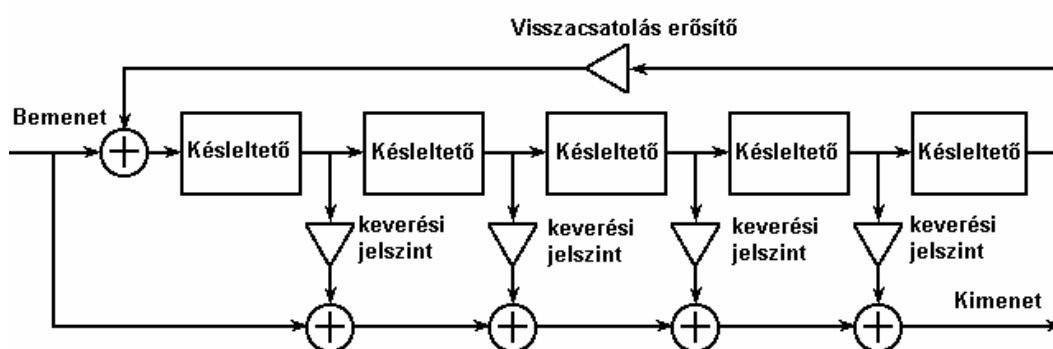 Visszacsatolás erősítő
Bemenet
Késleltető
Késleltető
Késleltető
Késleltető
Késleltető
keverési
jelszint
keverési
jelszint
keverési
jelszint
keverési
jelszint
Kimenet